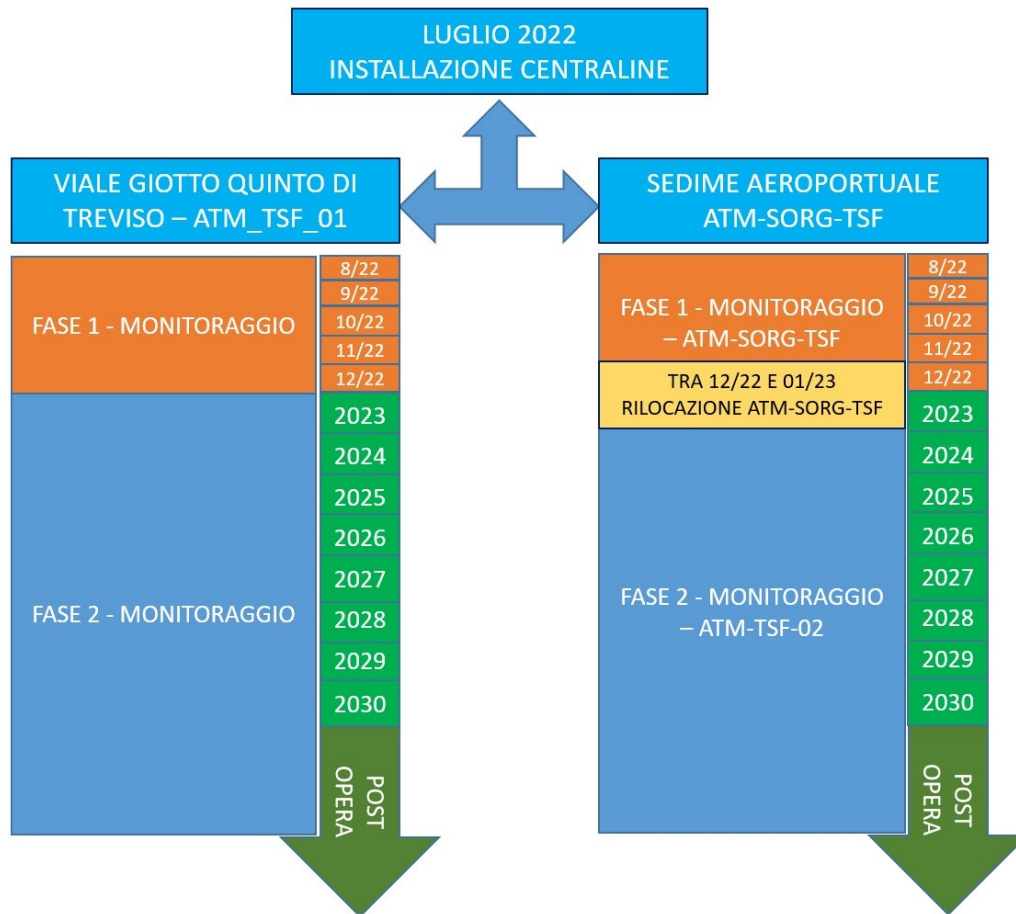 LUGLIO 2022
INSTALLAZIONE CENTRALINE
VIALE GIOTTO QUINTO DI
TREVISO – ATM_TSF_01
FASE 1 - MONITORAGGIO
8/22
9/22
10/22
11/22
12/22
FASE 2 - MONITORAGGIO
2023
2024
2025
2026
2027
2028
2029
2030
POST
OPERA
SEDIME AEROPORTUALE
ATM-SORG-TSF
FASE 1 - MONITORAGGIO
– ATM-SORG-TSF
TRA 12/22 E 01/23
RILOCAZIONE ATM-SORG-TSF
8/22
9/22
10/22
11/22
12/22
FASE 2 - MONITORAGGIO
– ATM-TSF-02
2023
2024
2025
2026
2027
2028
2029
2030
POST
OPERA